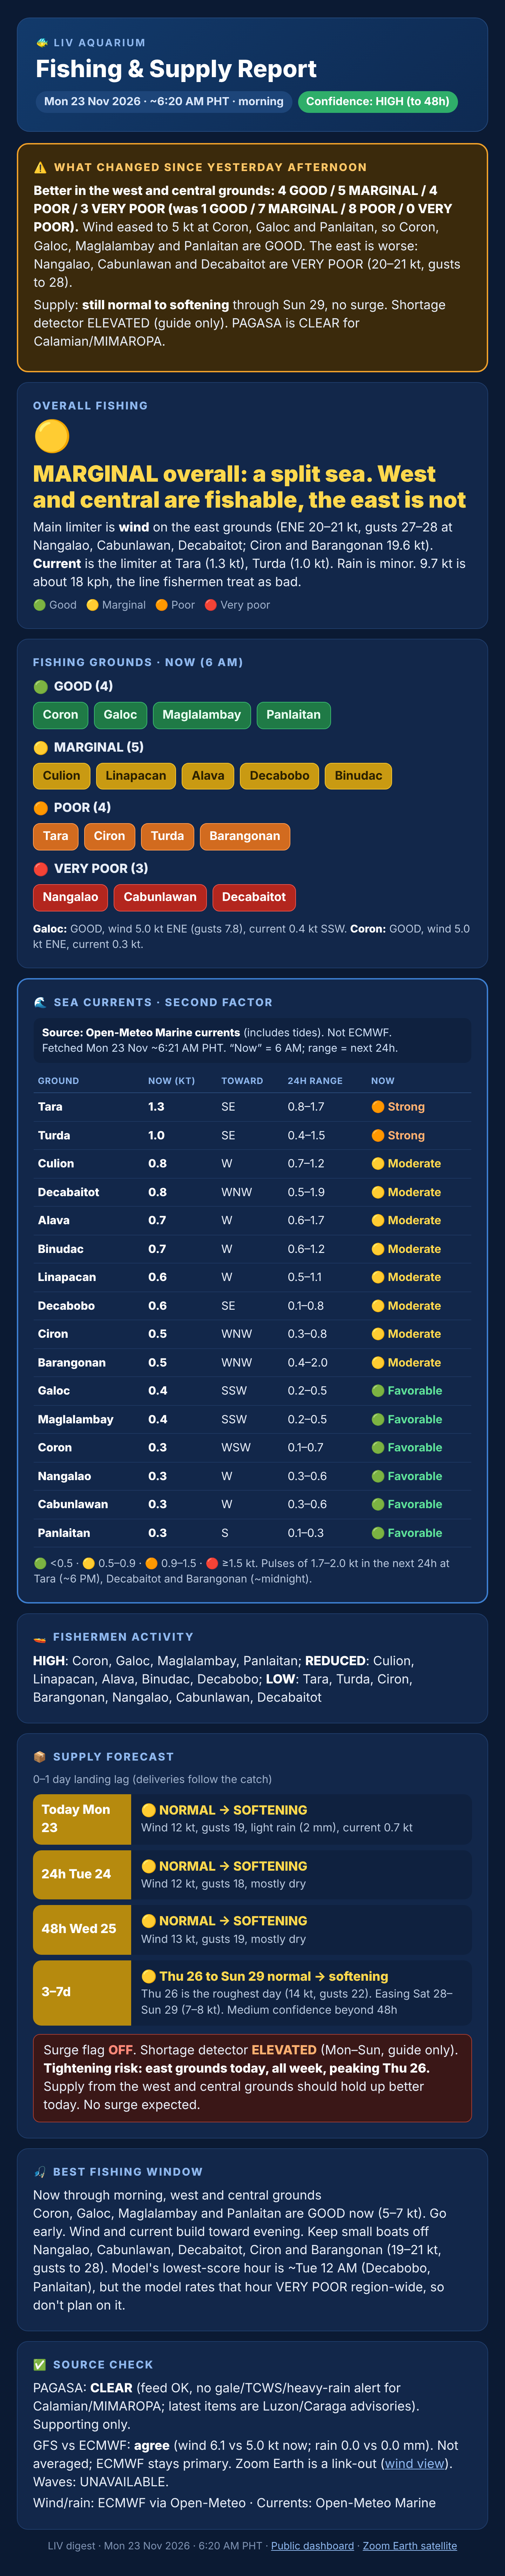 🐠 LIV AQUARIUM
Fishing & Supply Report
Mon 23 Nov 2026 · ~6:20 AM PHT · morning
Confidence: HIGH (to 48h)
⚠️ WHAT CHANGED SINCE YESTERDAY AFTERNOON
Better in the west and central grounds: 4 GOOD / 5 MARGINAL / 4
POOR / 3 VERY POOR (was 1 GOOD / 7 MARGINAL / 8 POOR / 0 VERY
POOR). Wind eased to 5 kt at Coron, Galoc and Panlaitan, so Coron,
Galoc, Maglalambay and Panlaitan are GOOD. The east is worse:
Nangalao, Cabunlawan and Decabaitot are VERY POOR (20–21 kt, gusts
to 28).
Supply: still normal to softening through Sun 29, no surge. Shortage
detector ELEVATED (guide only). PAGASA is CLEAR for
Calamian/MIMAROPA.
OVERALL FISHING
🟡
MARGINAL overall: a split sea. West
and central are fishable, the east is not
Main limiter is wind on the east grounds (ENE 20–21 kt, gusts 27–28 at
Nangalao, Cabunlawan, Decabaitot; Ciron and Barangonan 19.6 kt).
Current is the limiter at Tara (1.3 kt), Turda (1.0 kt). Rain is minor. 9.7 kt is
about 18 kph, the line fishermen treat as bad.
🟢 Good 🟡 Marginal 🟠 Poor 🔴 Very poor
FISHING GROUNDS · NOW (6 AM)
🟢 GOOD (4)
Coron Galoc Maglalambay Panlaitan
🟡 MARGINAL (5)
Culion Linapacan Alava Decabobo Binudac
🟠 POOR (4)
Tara Ciron Turda Barangonan
🔴 VERY POOR (3)
Nangalao Cabunlawan Decabaitot
Galoc: GOOD, wind 5.0 kt ENE (gusts 7.8), current 0.4 kt SSW. Coron: GOOD, wind 5.0
kt ENE, current 0.3 kt.
🌊 SEA CURRENTS · SECOND FACTOR
Source: Open-Meteo Marine currents (includes tides). Not ECMWF.
Fetched Mon 23 Nov ~6:21 AM PHT. “Now” = 6 AM; range = next 24h.
GROUND NOW (KT) TOWARD 24H RANGE NOW
Tara 1.3 SE 0.8–1.7 🟠 Strong
Turda 1.0 SE 0.4–1.5 🟠 Strong
Culion 0.8 W 0.7–1.2 🟡 Moderate
Decabaitot 0.8 WNW 0.5–1.9 🟡 Moderate
Alava 0.7 W 0.6–1.7 🟡 Moderate
Binudac 0.7 W 0.6–1.2 🟡 Moderate
Linapacan 0.6 W 0.5–1.1 🟡 Moderate
Decabobo 0.6 SE 0.1–0.8 🟡 Moderate
Ciron 0.5 WNW 0.3–0.8 🟡 Moderate
Barangonan 0.5 WNW 0.4–2.0 🟡 Moderate
Galoc 0.4 SSW 0.2–0.5 🟢 Favorable
Maglalambay 0.4 SSW 0.2–0.5 🟢 Favorable
Coron 0.3 WSW 0.1–0.7 🟢 Favorable
Nangalao 0.3 W 0.3–0.6 🟢 Favorable
Cabunlawan 0.3 W 0.3–0.6 🟢 Favorable
Panlaitan 0.3 S 0.1–0.3 🟢 Favorable
🟢 <0.5 · 🟡 0.5–0.9 · 🟠 0.9–1.5 · 🔴 ≥1.5 kt. Pulses of 1.7–2.0 kt in the next 24h at
Tara (~6 PM), Decabaitot and Barangonan (~midnight).
🚤 FISHERMEN ACTIVITY
HIGH: Coron, Galoc, Maglalambay, Panlaitan; REDUCED: Culion,
Linapacan, Alava, Binudac, Decabobo; LOW: Tara, Turda, Ciron,
Barangonan, Nangalao, Cabunlawan, Decabaitot
📦 SUPPLY FORECAST
0–1 day landing lag (deliveries follow the catch)
Today Mon
23
🟡 NORMAL → SOFTENING
Wind 12 kt, gusts 19, light rain (2 mm), current 0.7 kt
24h Tue 24
🟡 NORMAL → SOFTENING
Wind 12 kt, gusts 18, mostly dry
48h Wed 25
🟡 NORMAL → SOFTENING
Wind 13 kt, gusts 19, mostly dry
3–7d
🟡 Thu 26 to Sun 29 normal → softening
Thu 26 is the roughest day (14 kt, gusts 22). Easing Sat 28–
Sun 29 (7–8 kt). Medium confidence beyond 48h
Surge flag OFF. Shortage detector ELEVATED (Mon–Sun, guide only).
Tightening risk: east grounds today, all week, peaking Thu 26.
Supply from the west and central grounds should hold up better
today. No surge expected.
🎣 BEST FISHING WINDOW
Now through morning, west and central grounds
Coron, Galoc, Maglalambay and Panlaitan are GOOD now (5–7 kt). Go
early. Wind and current build toward evening. Keep small boats off
Nangalao, Cabunlawan, Decabaitot, Ciron and Barangonan (19–21 kt,
gusts to 28). Model's lowest-score hour is ~Tue 12 AM (Decabobo,
Panlaitan), but the model rates that hour VERY POOR region-wide, so
don't plan on it.
✅ SOURCE CHECK
PAGASA: CLEAR (feed OK, no gale/TCWS/heavy-rain alert for
Calamian/MIMAROPA; latest items are Luzon/Caraga advisories).
Supporting only.
GFS vs ECMWF: agree (wind 6.1 vs 5.0 kt now; rain 0.0 vs 0.0 mm). Not
averaged; ECMWF stays primary. Zoom Earth is a link-out (wind view).
Waves: UNAVAILABLE.
Wind/rain: ECMWF via Open-Meteo · Currents: Open-Meteo Marine
LIV digest · Mon 23 Nov 2026 · 6:20 AM PHT · Public dashboard · Zoom Earth satellite